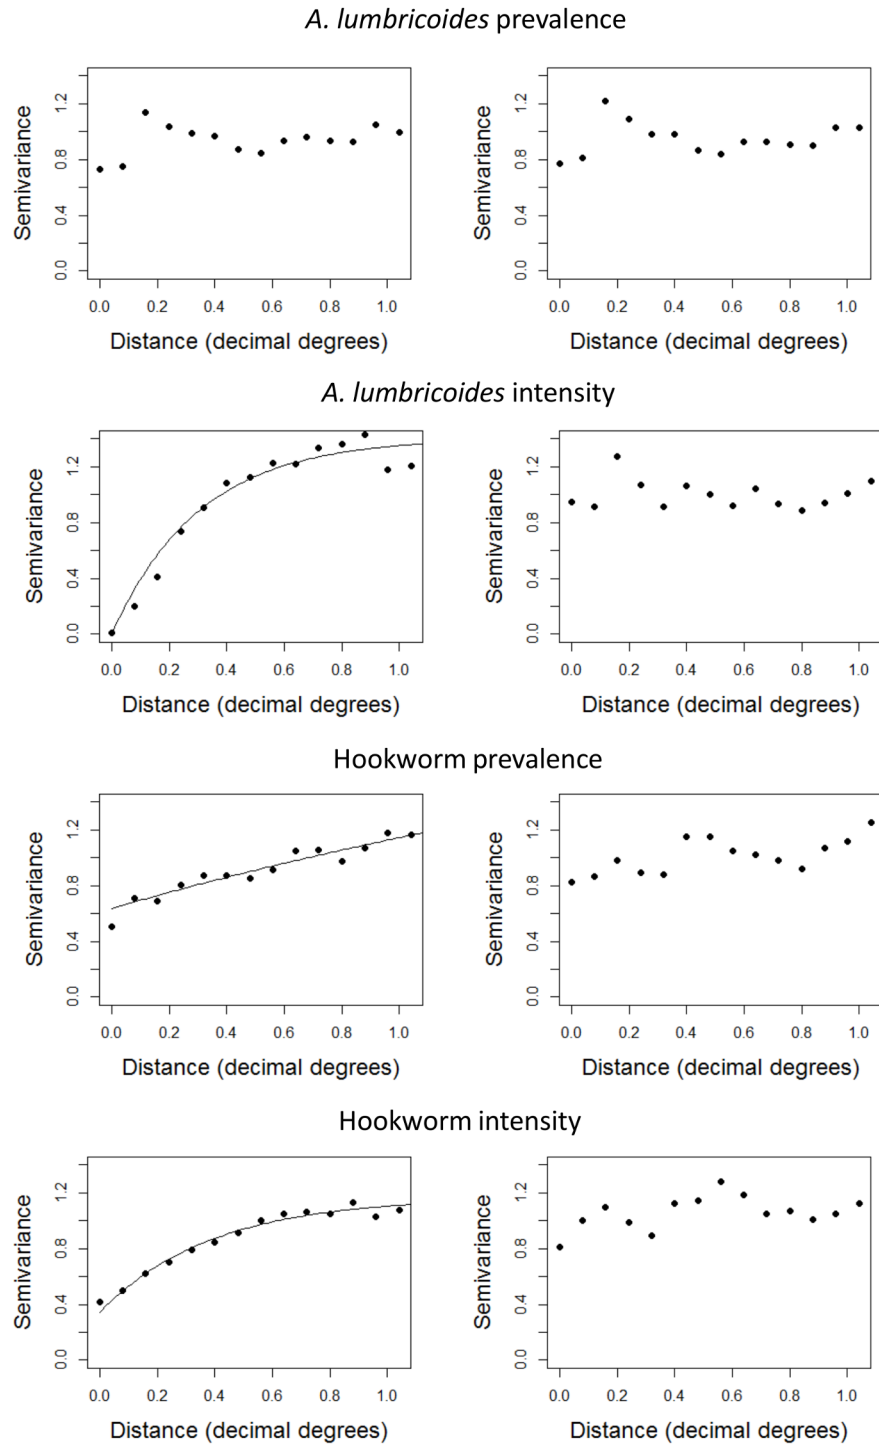 A. lumbricoides prevalence
Semivariance
0.0 0.4 0.8 1.2
0.0 0.2 0.4 0.6 0.8 1.0
Distance (decimal degrees)
Semivariance
0.0 0.4 0.8 1.2
0.0 0.2 0.4 0.6 0.8 1.0
Distance (decimal degrees)
A. lumbricoides intensity
Semivariance
0.0 0.4 0.8 1.2
0.0 0.2 0.4 0.6 0.8 1.0
Distance (decimal degrees)
Semivariance
0.0 0.4 0.8 1.2
0.0 0.2 0.4 0.6 0.8 1.0
Distance (decimal degrees)
Hookworm prevalence
Semivariance
0.0 0.4 0.8 1.2
0.0 0.2 0.4 0.6 0.8 1.0
Distance (decimal degrees)
Semivariance
0.0 0.4 0.8 1.2
0.0 0.2 0.4 0.6 0.8 1.0
Distance (decimal degrees)
Hookworm intensity
Semivariance
0.0 0.4 0.8 1.2
0.0 0.2 0.4 0.6 0.8 1.0
Distance (decimal degrees)
Semivariance
0.0 0.4 0.8 1.2
0.0 0.2 0.4 0.6 0.8 1.0
Distance (decimal degrees)